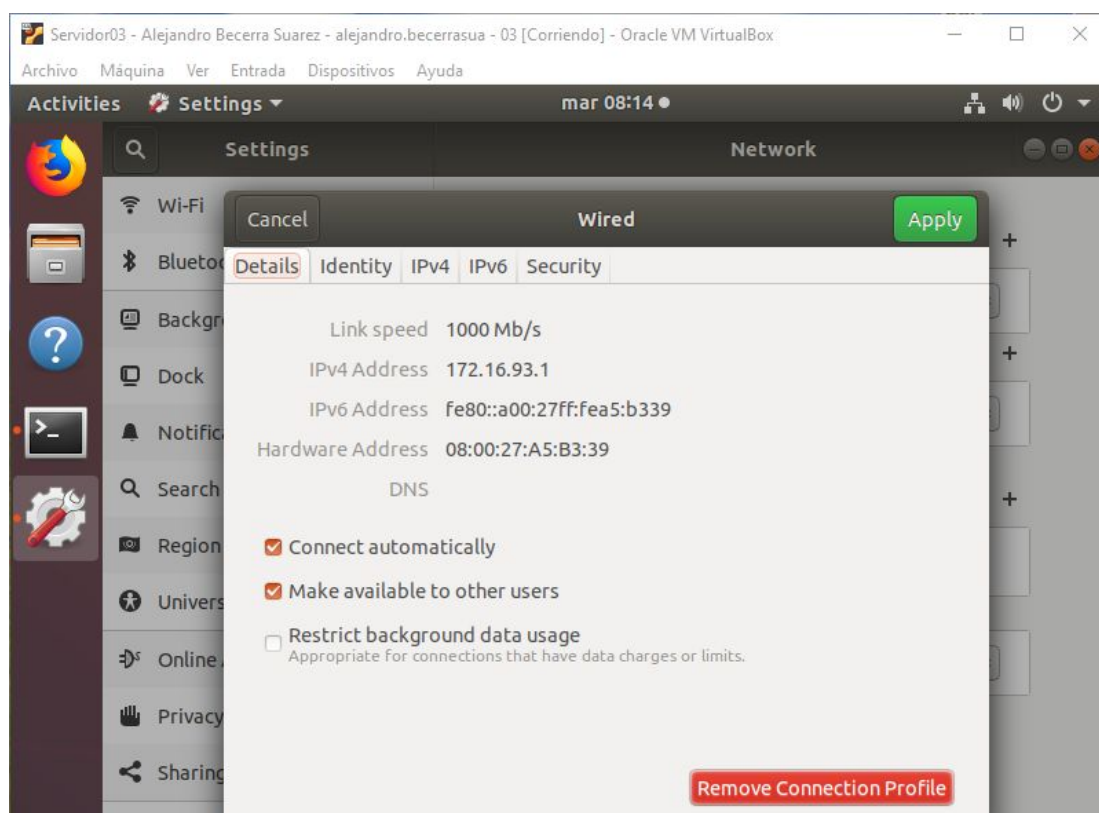 Servidor03 - Alejandro Becerra Suarez - alejandro.becerrasua - 03 [Corriendo] - Oracle VM VirtualBox
Archivo Máquina Ver Entrada Dispositivos Ayuda
Activities Settings mar 08:14
Settings Network
Wi-Fi
Cancel Wired Apply
Bluetoo
Details Identity IPv4 IPv6 Security
Backgr
Link speed 1000 Mb/s
IPv4 Address 172.16.93.1
Dock
IPv6 Address fe80::a00:27ff:fea5:b339
Notific
Hardware Address 08:00:27:A5:B3:39
Search
DNS
Region
Connect automatically
Make available to other users
Univers
Restrict background data usage
Appropriate for connections that have data charges or limits.
Online
Privacy
Sharing
Remove Connection Profile